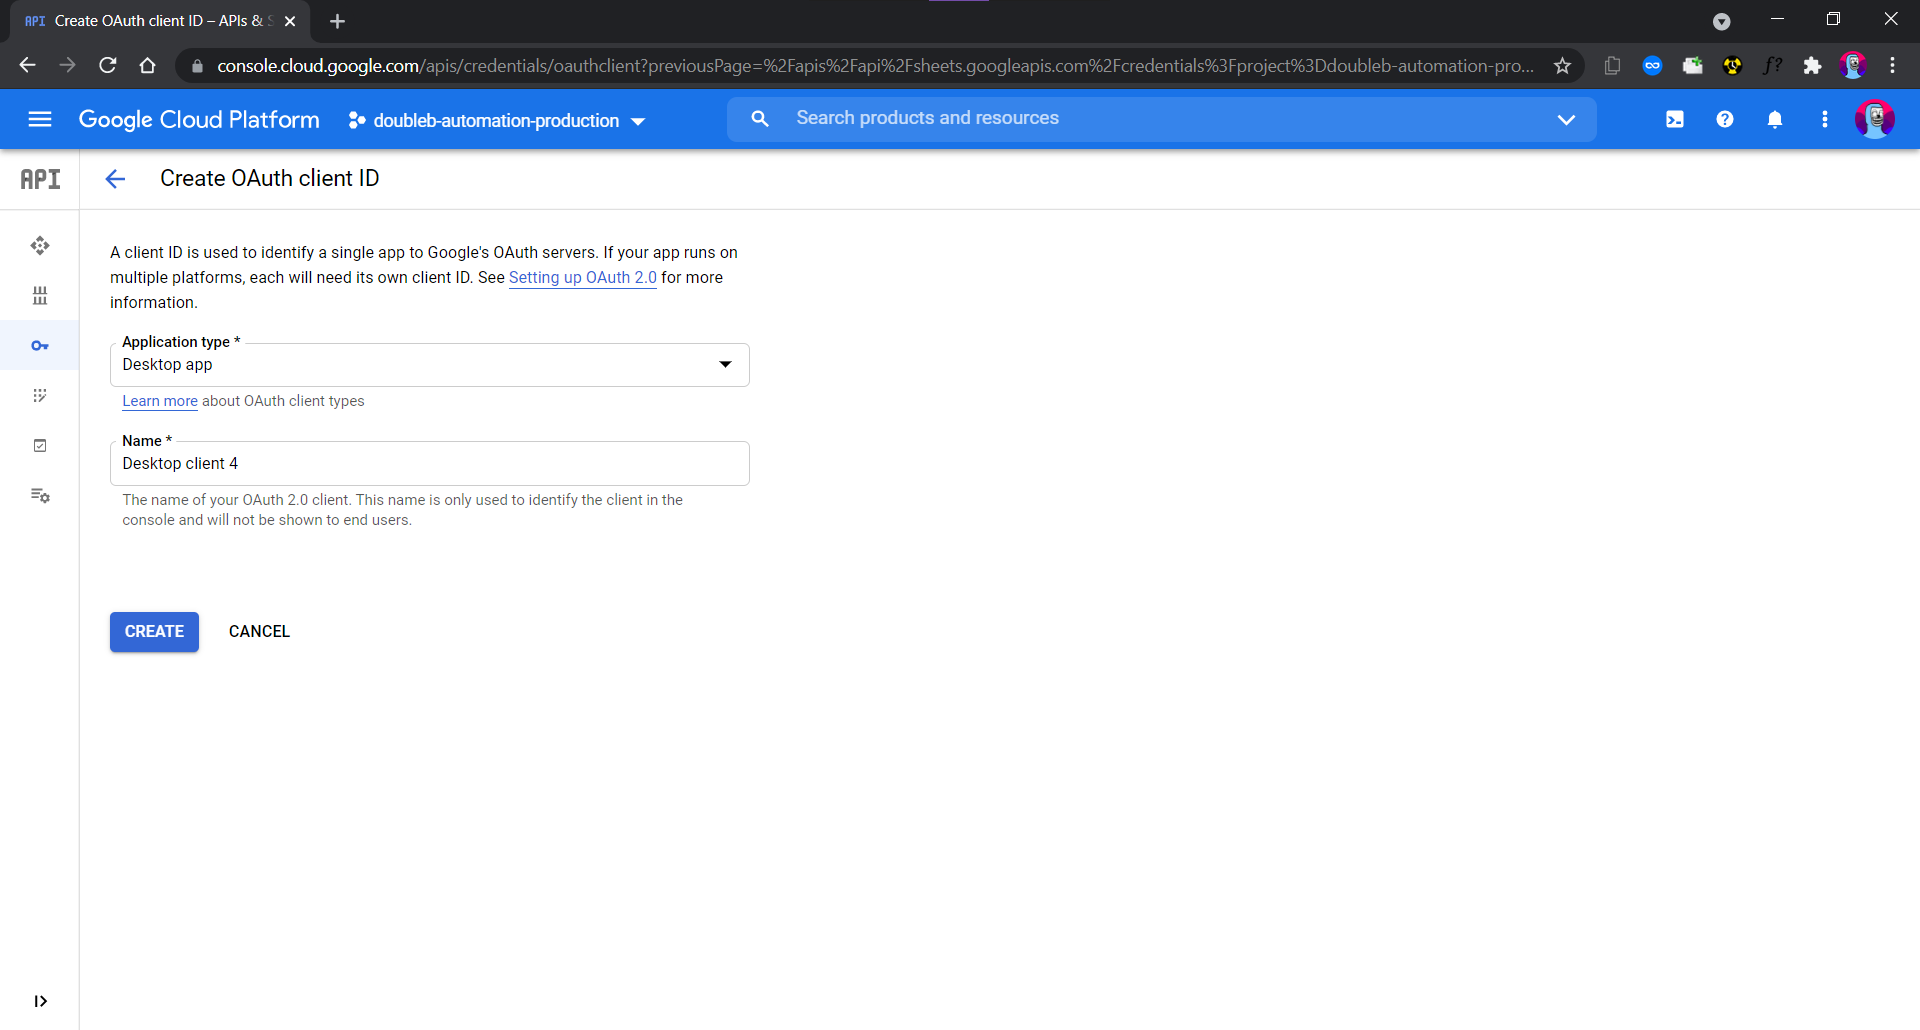 API Create OAuth client ID – APIs & S
console.cloud.google.com/apis/credentials/oauthclient?previousPage=%2Fapis%2Fapi%2Fsheets.googleapis.com%2Fcredentials%3Fproject%3Ddoubleb-automation-pro...
f?
Google Cloud Platform
doubleb-automation-production
Search products and resources
API
Create OAuth client ID
A client ID is used to identify a single app to Google's OAuth servers. If your app runs on
multiple platforms, each will need its own client ID. See Setting up OAuth 2.0 for more
information.
Application type *
Desktop app
Learn more about OAuth client types
Name *
Desktop client 4
The name of your OAuth 2.0 client. This name is only used to identify the client in the
console and will not be shown to end users.
CREATE
CANCEL